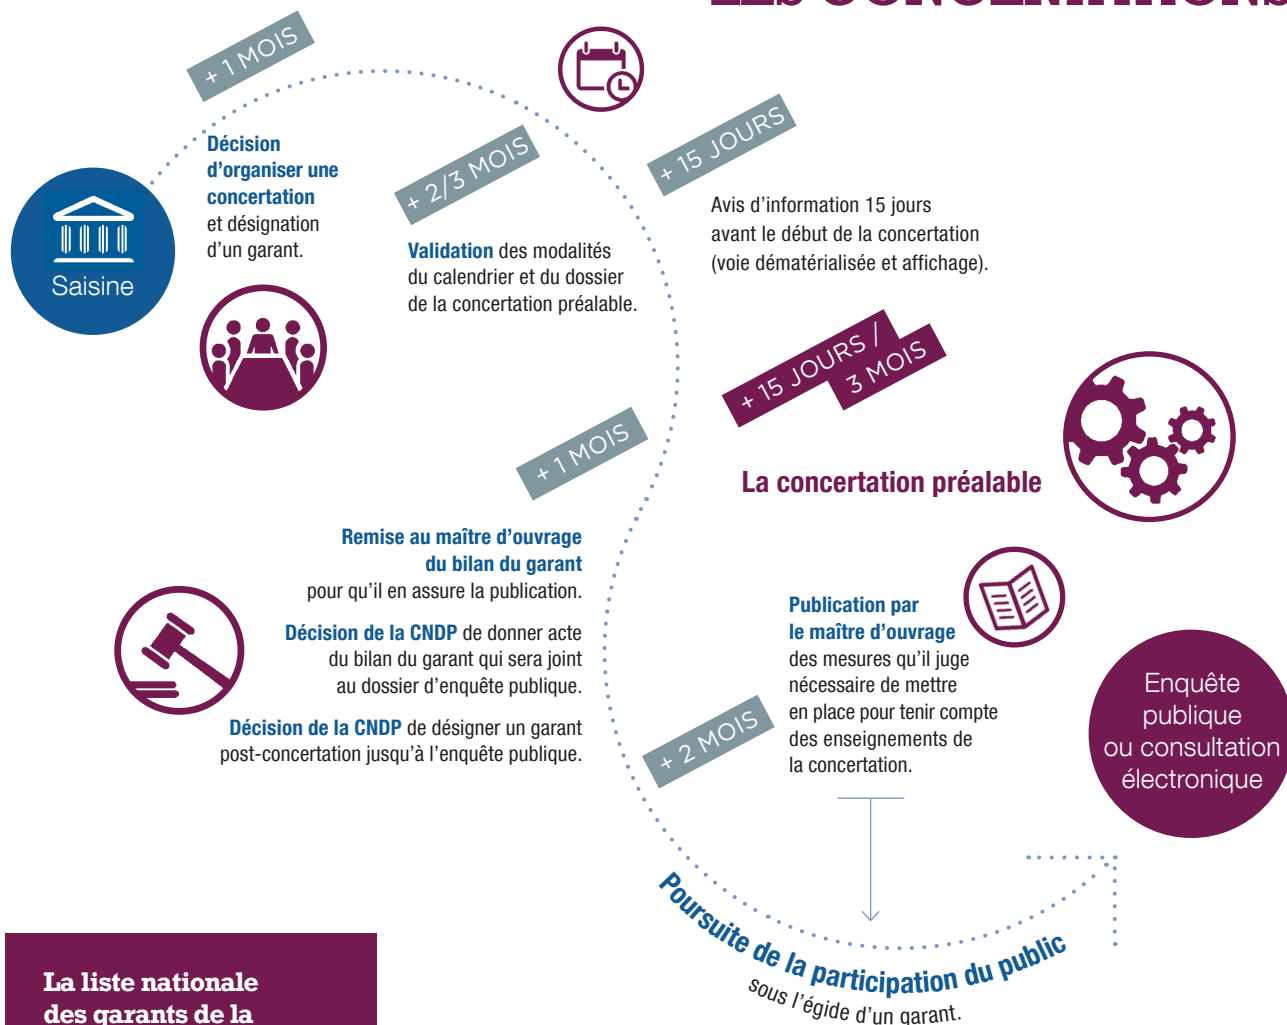 LES CONCERTATIONS
+ 1 MOIS
Saisine
Décision
d'organiser une
concertation
et désignation
d'un garant.
+ 2/3 MOIS
Validation des modalités
du calendrier et du dossier
de la concertation préalable.
+ 15 JOURS
Avis d'information 15 jours
avant le début de la concertation
(voie dématérialisée et affichage).
+ 15 JOURS /
3 MOIS
La concertation préalable
+ 1 MOIS
Remise au maître d'ouvrage
du bilan du garant
pour qu'il en assure la publication.
Décision de la CNDP de donner acte
du bilan du garant qui sera joint
au dossier d'enquête publique.
Décision de la CNDP de désigner un garant
post-concertation jusqu'à l'enquête publique.
+ 2 MOIS
Publication par
le maître d'ouvrage
des mesures qu'il juge
nécessaire de mettre
en place pour tenir compte
des enseignements de
la concertation.
Poursuite de la participation du public
sous l'égide d'un garant.
Enquête
publique
ou consultation
électronique
La liste nationale
des garants de la